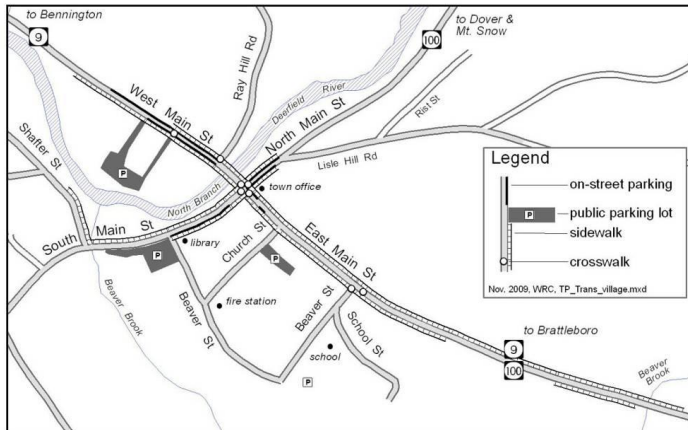 to Bennington
9
to Dover &
Mt. Snow
100
West Main St
Ray Hill Rd
Deerfield
River
North Main St
Rist St
Lisle Hill Rd
Shafter St
P
North Branch
town office
South Main St
library
Church St
P
P
East Main St
Beaver
Brook
Beaver St
fire station
Beaver St
School St
school
P
to Brattleboro
9
100
Beaver
Brook
Legend
on-street parking
P
public parking lot
sidewalk
crosswalk
Nov. 2009, WRC, TP_Trans_village.mxd